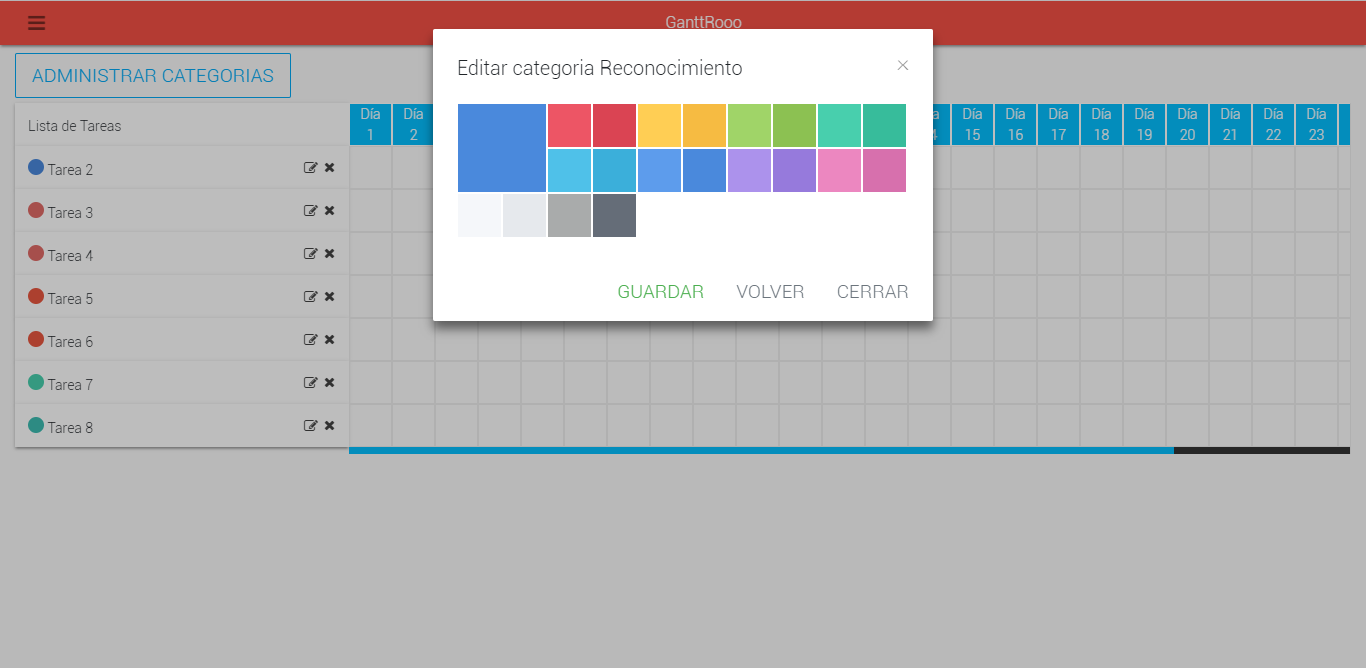 GanttRooo
Editar categoria Reconocimiento
ADMINISTRAR CATEGORIAS
Lista de Tareas
Día 1
Día 2
Día 15
Día 16
Día 17
Día 18
Día 19
Día 20
Día 21
Día 22
Día 23
Tarea 2
Tarea 3
Tarea 4
Tarea 5
Tarea 6
Tarea 7
Tarea 8
GUARDAR VOLVER CERRAR